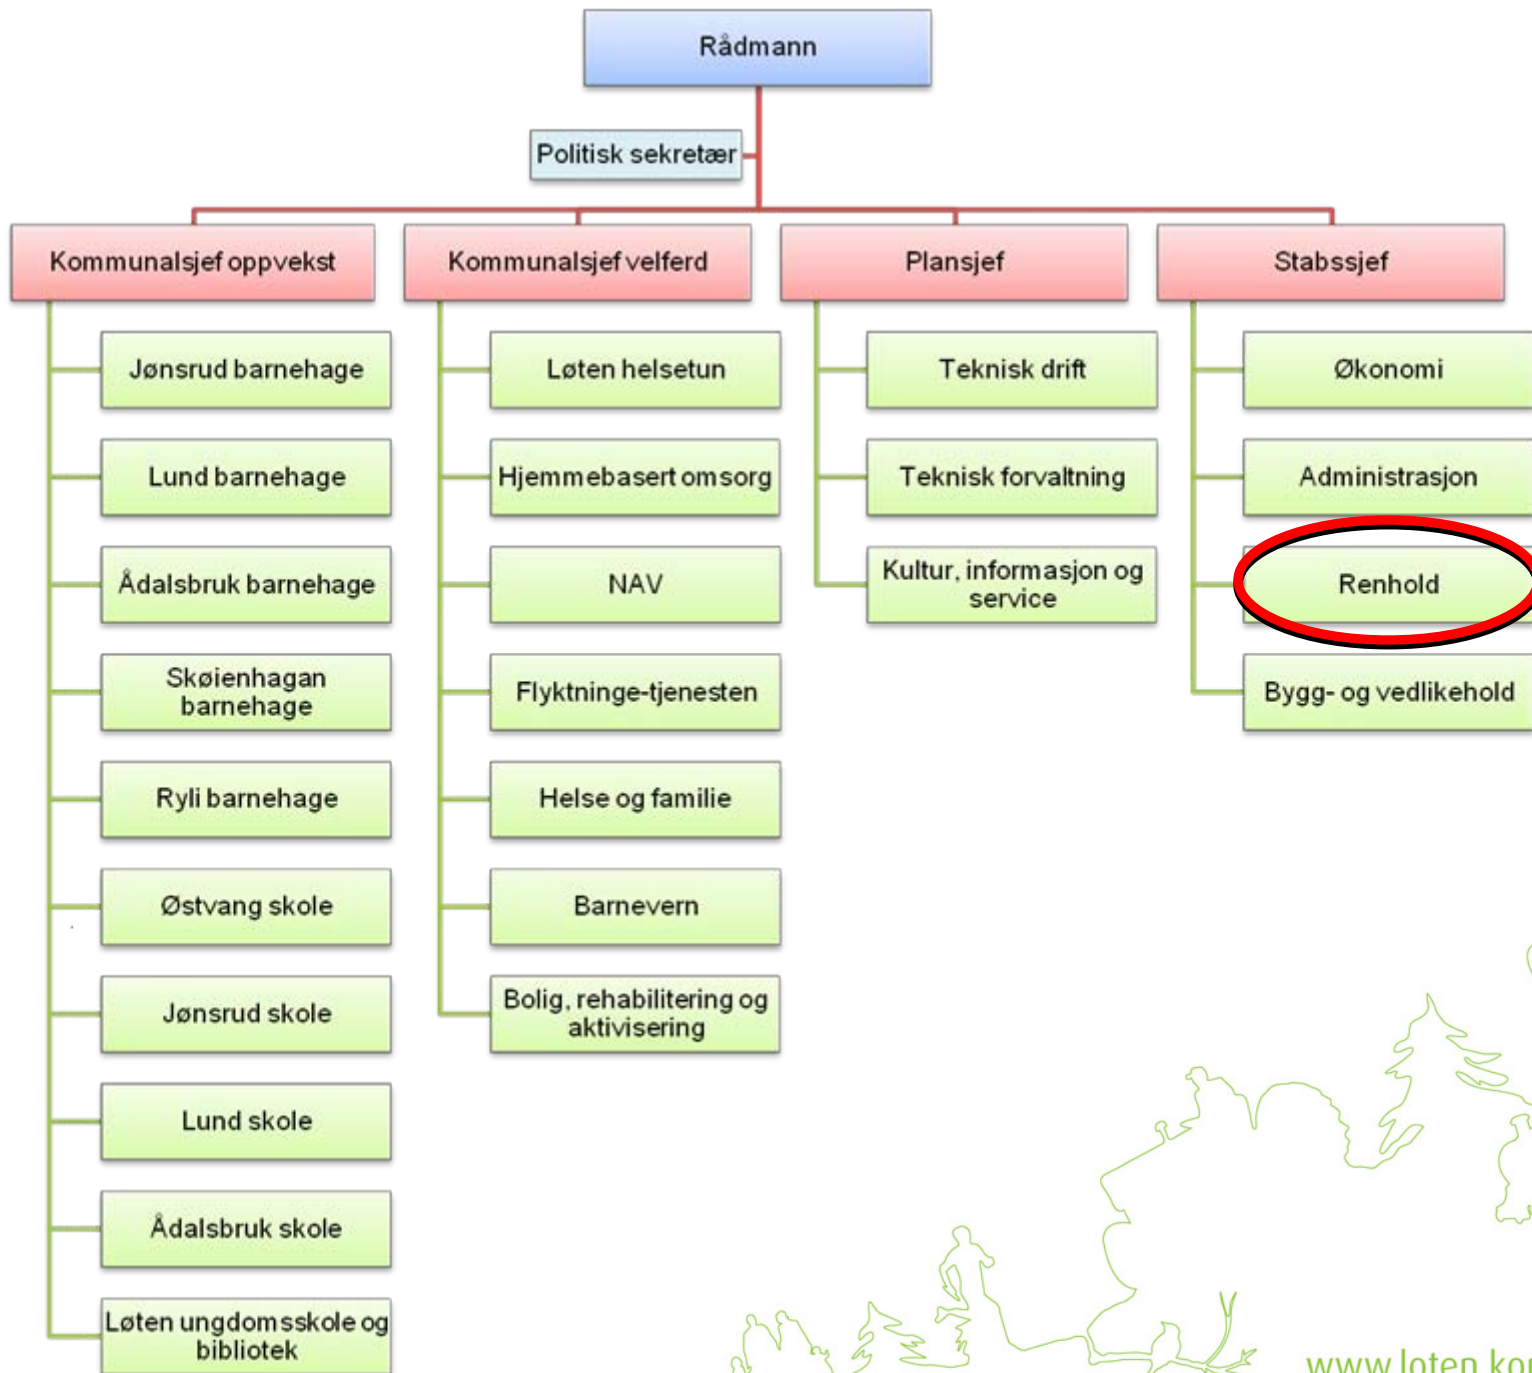 Rådmann
Politisk sekretær
Kommunalsjef oppvekst
Jønsrud barnehage
Lund barnehage
Ådalsbruk barnehage
Skøienhagan
barnehage
Ryli barnehage
Østvang skole
Jønsrud skole
Lund skole
Ådalsbruk skole
Løten ungdomsskole og
bibliotek
Kommunalsjef velferd
Løten helsetun
Hjemmebasert omsorg
NAV
Flyktninge-tjenesten
Helse og familie
Barnevern
Bolig, rehabilitering og
aktivisering
Plansjef
Teknisk drift
Teknisk forvaltning
Kultur, informasjon og
service
Stabssjef
Økonomi
Administrasjon
Renhold
Bygg- og vedlikehold
www.loten.kor